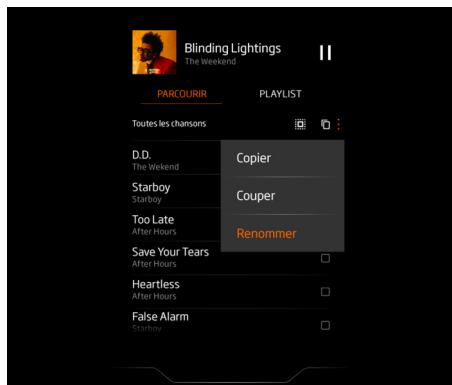 Blinding Lightings
The Weekend
PARCOURIR
PLAYLIST
Toutes les chansons
D.D.
The Wekend
Copier
Starboy
Starboy
Couper
Too Late
After Hours
Renommer
Save Your Tears
After Hours
Heartless
After Hours
False Alarm
Starboy